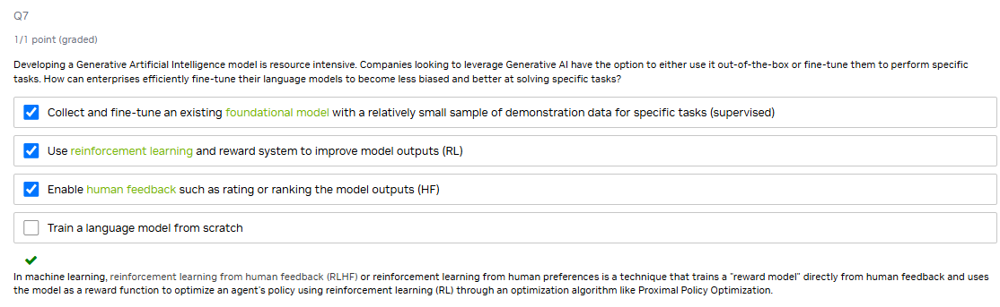 Q7
1/1 point (graded)
Developing a Generative Artificial Intelligence model is resource intensive. Companies looking to leverage Generative AI have the option to either use it out-of-the-box or fine-tune them to perform specific
tasks. How can enterprises efficiently fine-tune their language models to become less biased and better at solving specific tasks?
Collect and fine-tune an existing foundational model with a relatively small sample of demonstration data for specific tasks (supervised)
Use reinforcement learning and reward system to improve model outputs (RL)
Enable human feedback such as rating or ranking the model outputs (HF)
Train a language model from scratch
In machine learning, reinforcement learning from human feedback (RLHF) or reinforcement learning from human preferences is a technique that trains a "reward model" directly from human feedback and uses
the model as a reward function to optimize an agent's policy using reinforcement learning (RL) through an optimization algorithm like Proximal Policy Optimization.